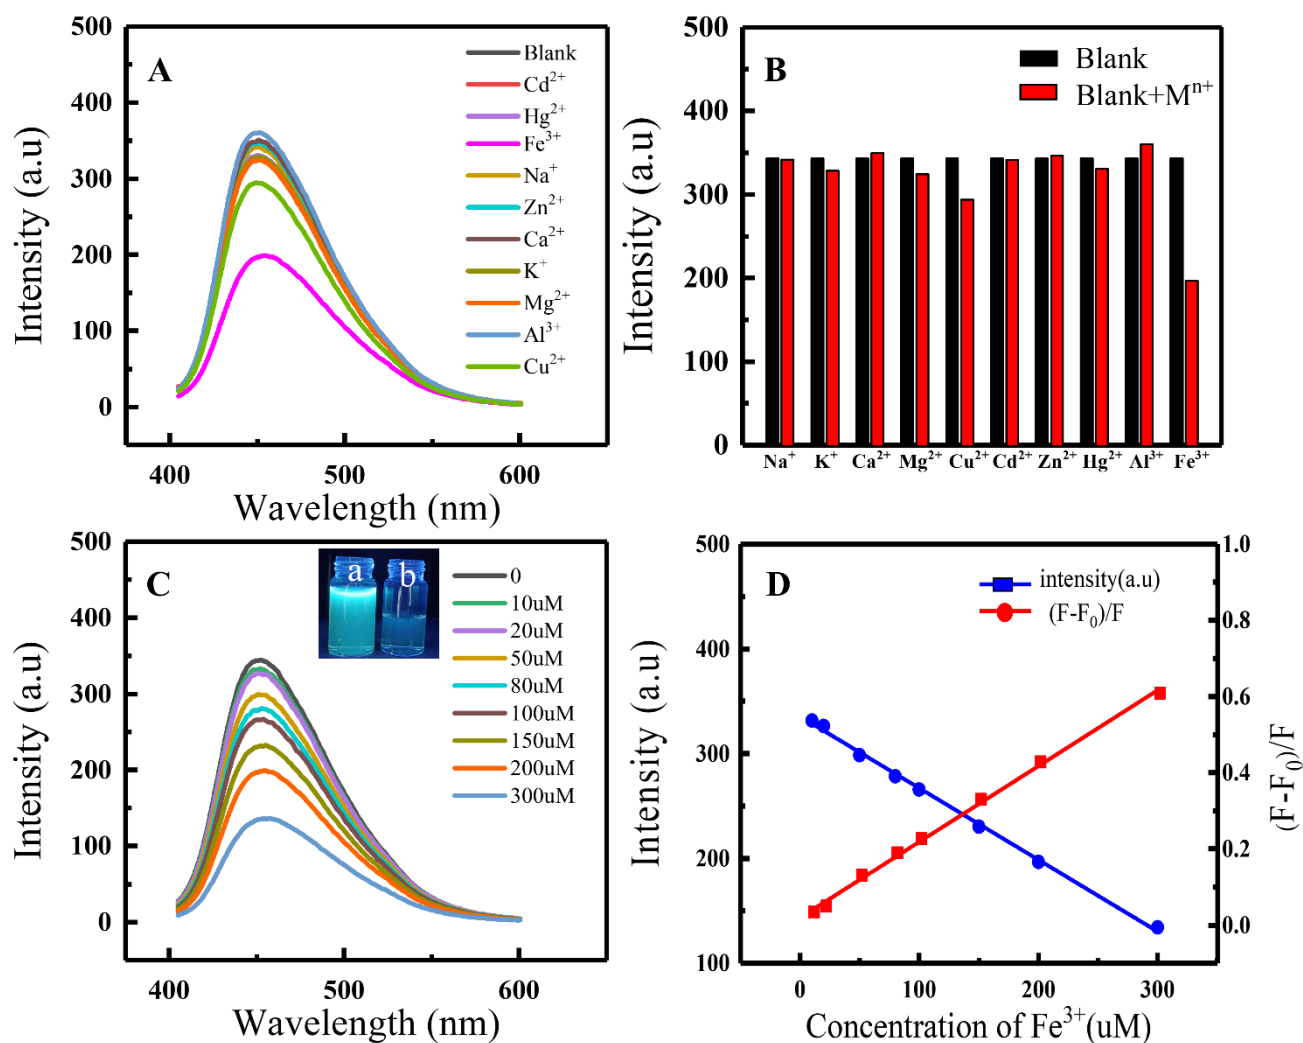 A
500
400
300
200
100
0
400
500
600
Intensity (a.u)
Wavelength (nm)
Blank
Cd²⁺
Hg²⁺
Fe³⁺
Na⁺
Zn²⁺
Ca²⁺
K⁺
Mg²⁺
Al³⁺
Cu²⁺
B
500
400
300
200
100
0
Intensity (a.u)
Blank
Blank+Mⁿ⁺
Na⁺ K⁺ Ca²⁺ Mg²⁺ Cu²⁺ Cd²⁺ Zn²⁺ Hg²⁺ Al³⁺ Fe³⁺
C
500
400
300
200
100
0
400
500
600
Intensity (a.u)
Wavelength (nm)
a b
0
10uM
20uM
50uM
80uM
100uM
150uM
200uM
300uM
D
500
400
300
200
100
0
100
200
300
Intensity (a.u)
Concentration of Fe³⁺(uM)
intensity(a.u)
(F-F₀)/F
1.0
0.8
0.6
0.4
0.2
0.0
(F-F₀)/F